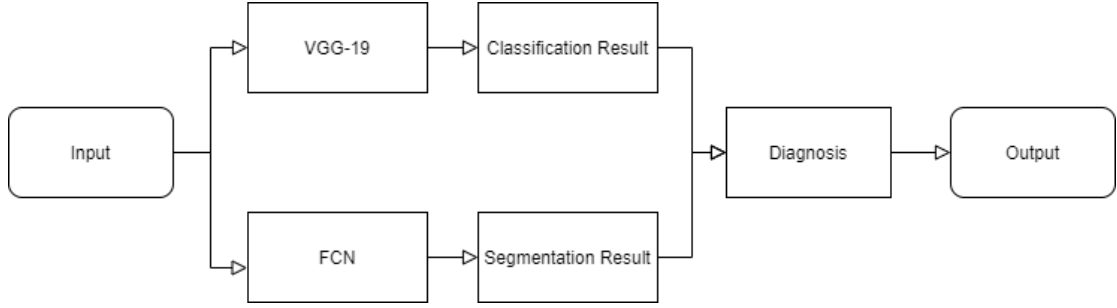 Input
VGG-19
Classification Result
FCN
Segmentation Result
Diagnosis
Output